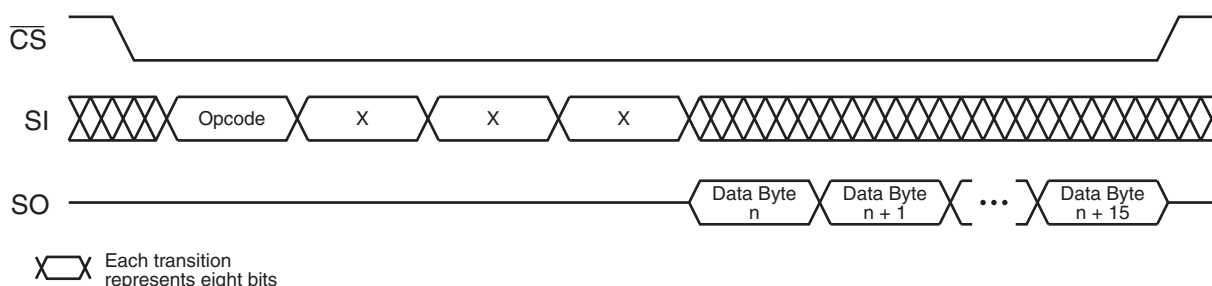 CS
SI
Opcode
X
X
X
SO
Data Byte
n
Data Byte
n + 1
•••
Data Byte
n + 15
Each transition
represents eight bits